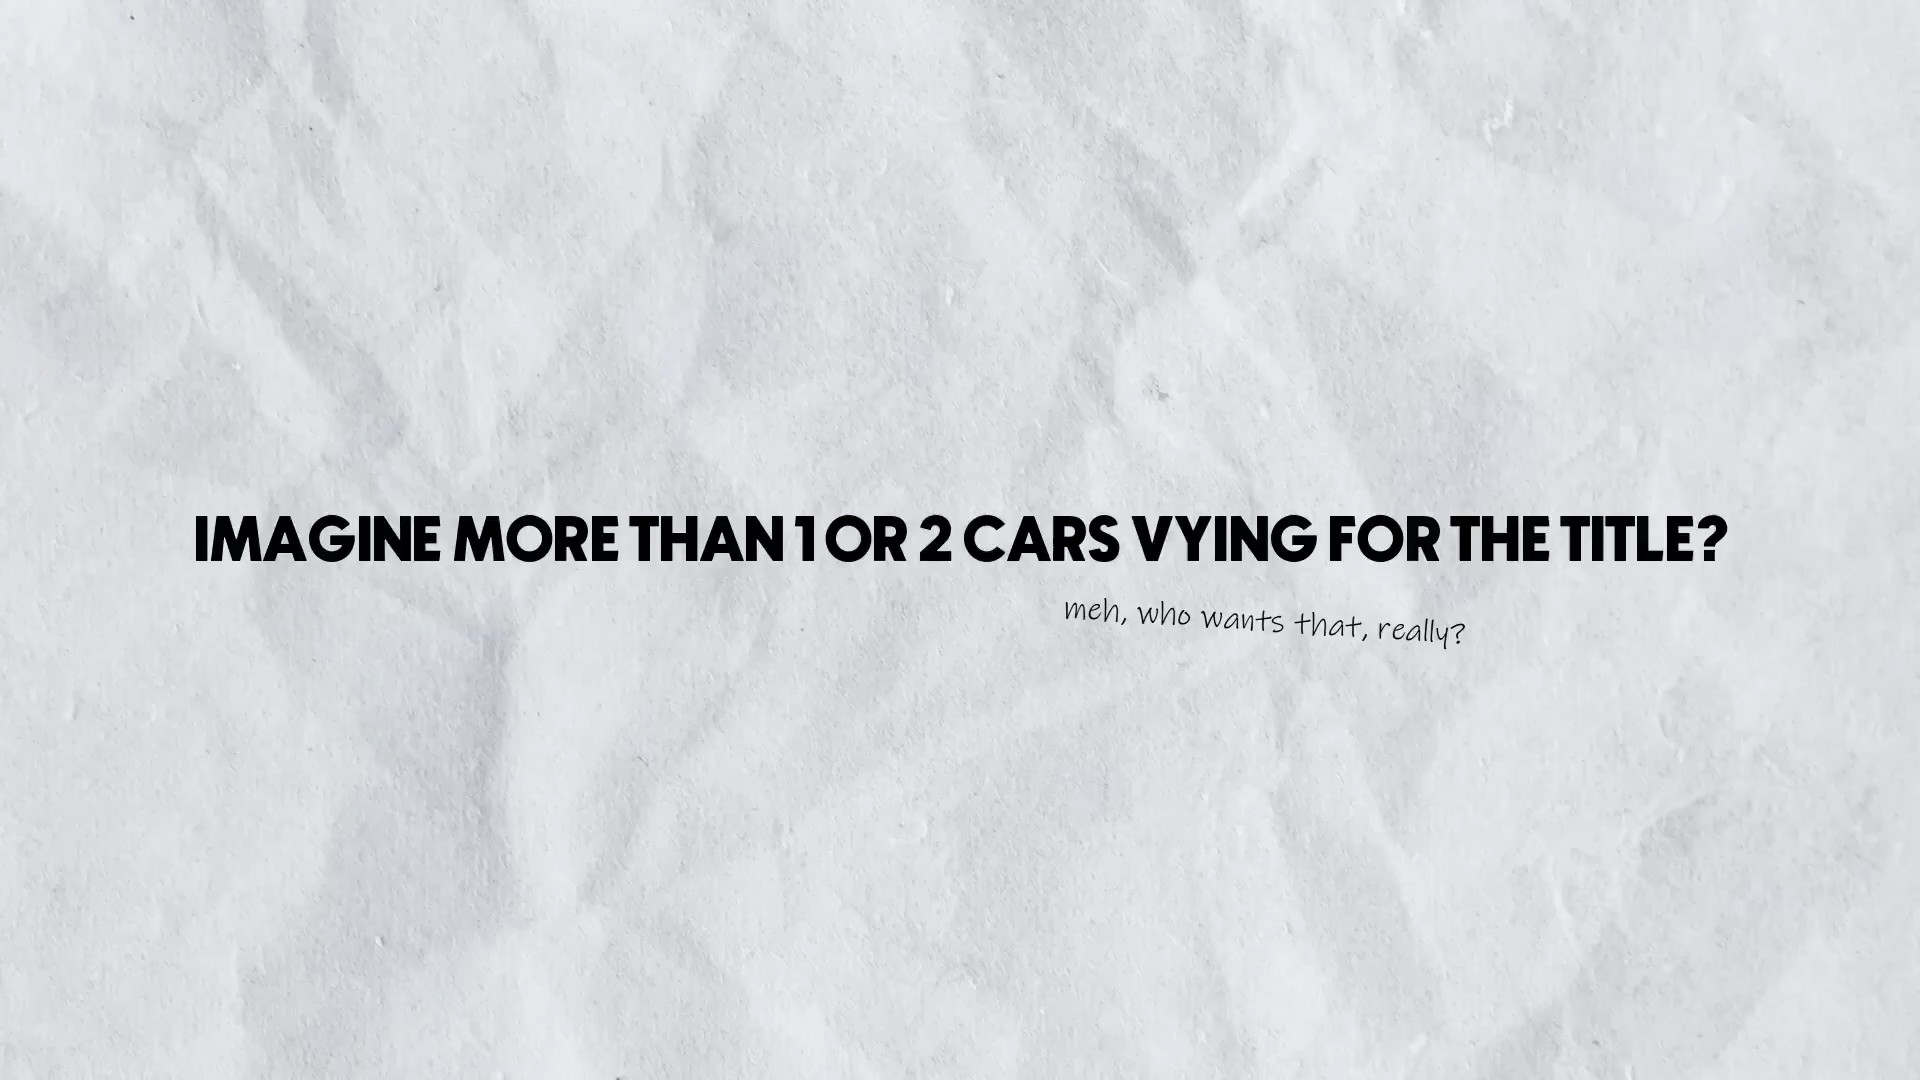 IMAGINE MORE THAN 1 OR 2 CARS VYING FOR THE TITLE?
meh, who wants that, really?